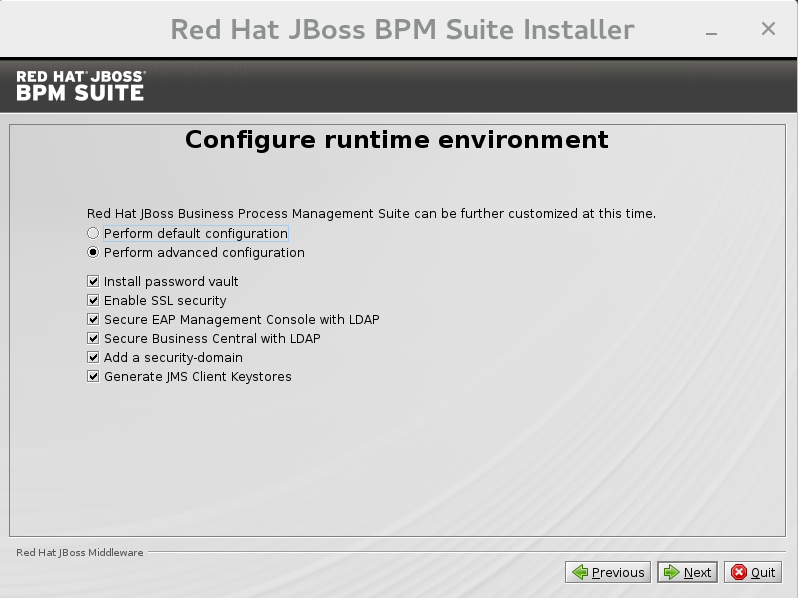 Red Hat JBoss BPM Suite Installer
RED HAT® JBOSS®
BPM SUITE
Configure runtime environment
Red Hat JBoss Business Process Management Suite can be further customized at this time.
Perform default configuration
Perform advanced configuration
Install password vault
Enable SSL security
Secure EAP Management Console with LDAP
Secure Business Central with LDAP
Add a security-domain
Generate JMS Client Keystores
Red Hat JBoss Middleware
Previous Next Quit